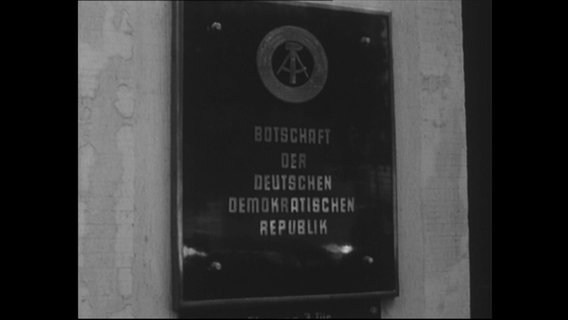 BOTSCHAFT
DER
DEUTSCHEN
DEMOKRATISCHEN
REPUBLIK